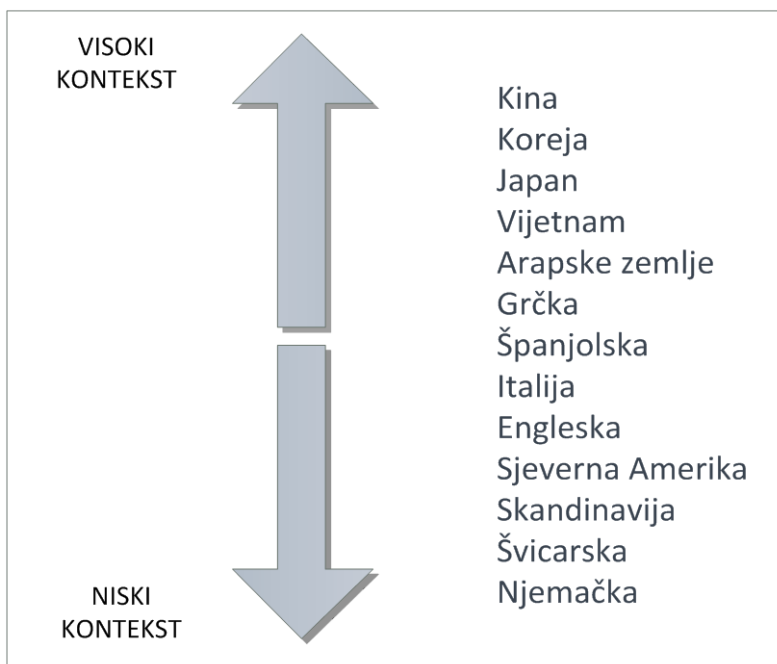 VISOKI
KONTEKST
Kina
Koreja
Japan
Vijetnam
Arapske zemlje
Grčka
Španjolska
Italija
Engleska
Sjeverna Amerika
Skandinavija
Švicarska
Njemačka
NISKI
KONTEKST